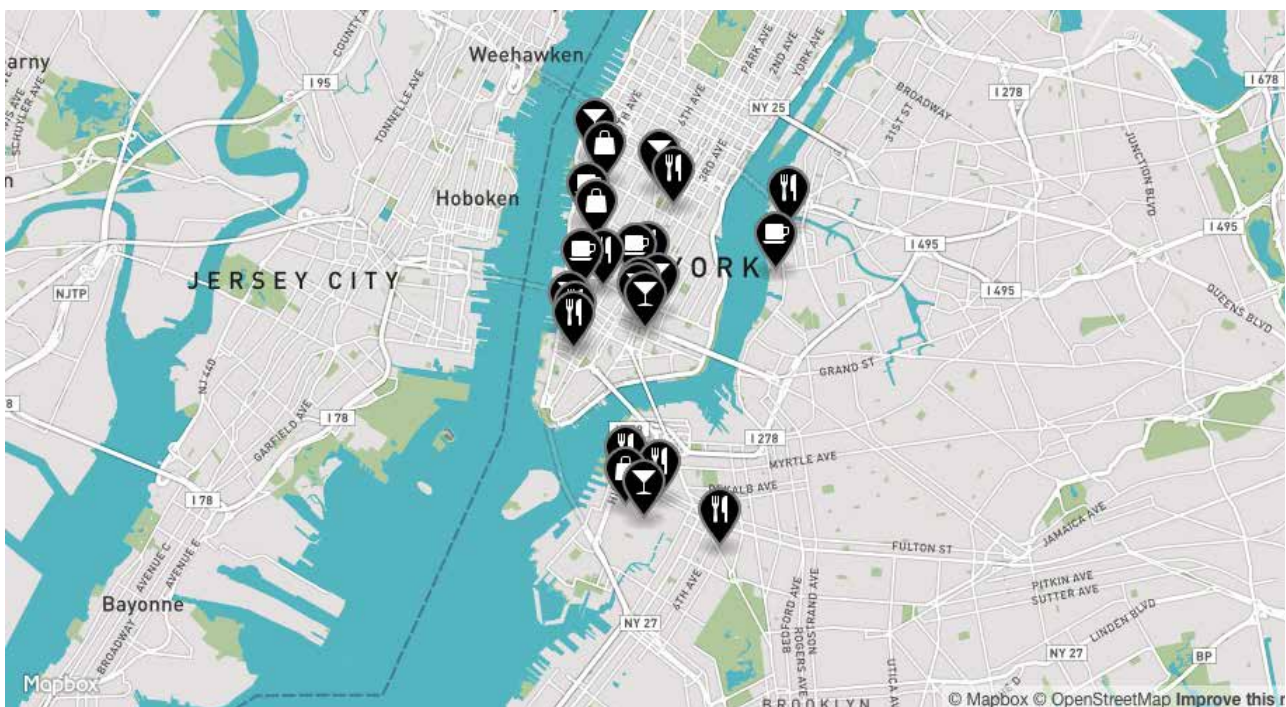 Weehawken
arny
COUNTY A
I 95
TONNELLE AVE
SCHUYLER AVE
PARK AVE
2ND AVE
YORK AVE
6TH AVE
3RD AVE
NY 25
BROADWAY
31ST ST
I 278
I 678
JUNCTION BLVD
Hoboken
I 495
I 495
I 495
QUEENS BLVD
JERSEY CITY
YORK
NJTP
NJ 440
GARFIELD AVE
I 78
GRAND ST
I 278
MYRTLE AVE
I 78
JAMAICA AVE
FULTON ST
PITKIN AVE
SUTTER AVE
LINDEN BLVD
AVENUE C
AVENUE E
BROADWAY
Bayonne
6TH AVE
NY 27
BEDFORD AVE
ROGERS AVE
NOSTRAND AVE
UTICA AV
NY 27
BP
BROOKLYN
Mapbox
© Mapbox © OpenStreetMap Improve this